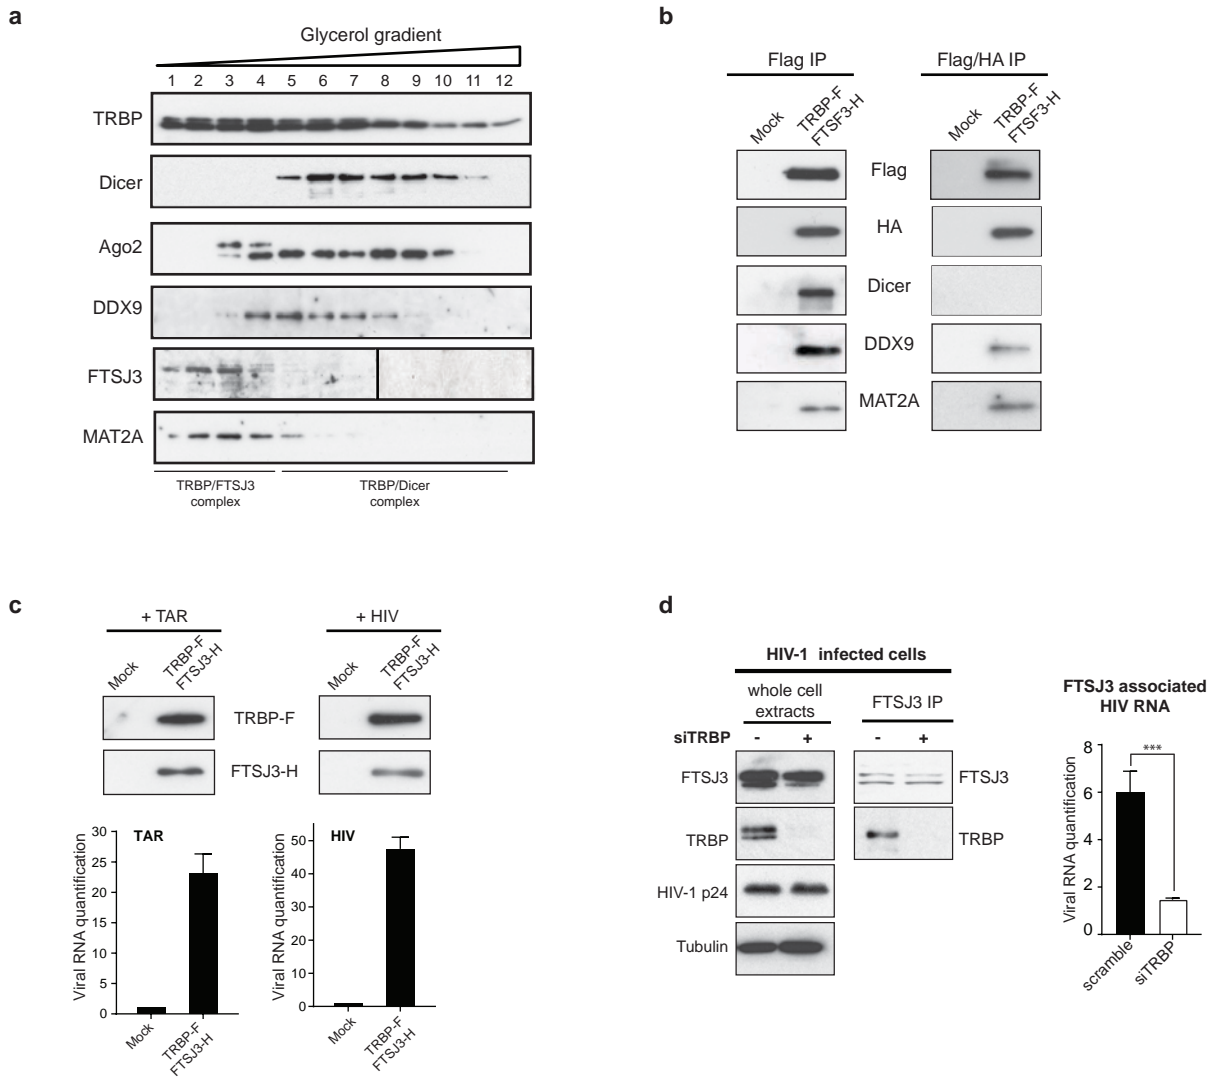 a
Glycerol gradient
1 2 3 4 5 6 7 8 9 10 11 12
TRBP
Dicer
Ago2
DDX9
FTSJ3
MAT2A
TRBP/FTSJ3
complex
TRBP/Dicer
complex
b
Flag IP
Flag/HA IP
Mock
TRBP-F
FTSF3-H
Mock
TRBP-F
FTSF3-H
Flag
HA
Dicer
DDX9
MAT2A
c
+ TAR
+ HIV
Mock
TRBP-F
FTSJ3-H
Mock
TRBP-F
FTSJ3-H
TRBP-F
FTSJ3-H
Viral RNA quantification
TAR
30
25
20
15
10
5
0
Mock
TRBP-F
FTSJ3-H
Viral RNA quantification
HIV
50
40
30
20
10
0
Mock
TRBP-F
FTSJ3-H
d
HIV-1 infected cells
whole cell
extracts
FTSJ3 IP
siTRBP - + - +
FTSJ3
FTSJ3
TRBP
TRBP
HIV-1 p24
Tubulin
FTSJ3 associated
HIV RNA
Viral RNA quantification
8
6
4
2
0
***
scramble
siTRBP